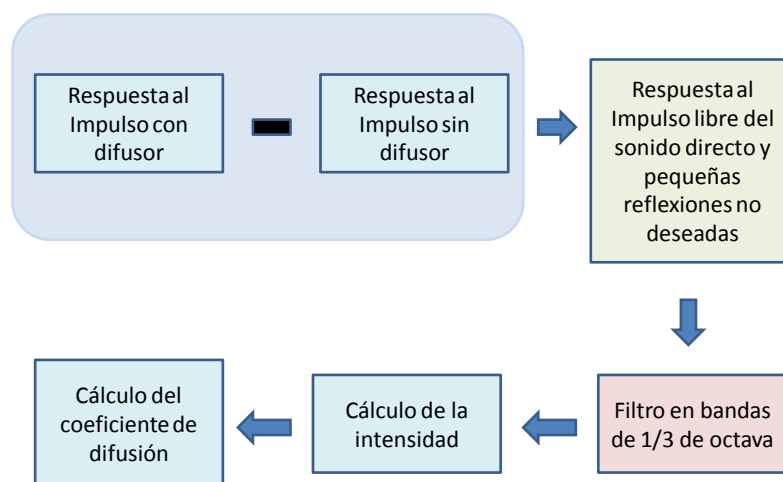 Respuesta al
Impulso con
difusor
Respuesta al
Impulso sin
difusor
Respuesta al
Impulso libre del
sonido directo y
pequeñas
reflexiones no
deseadas
Filtro en bandas
de 1/3 de octava
Cálculo de la
intensidad
Cálculo del
coeficiente de
difusión